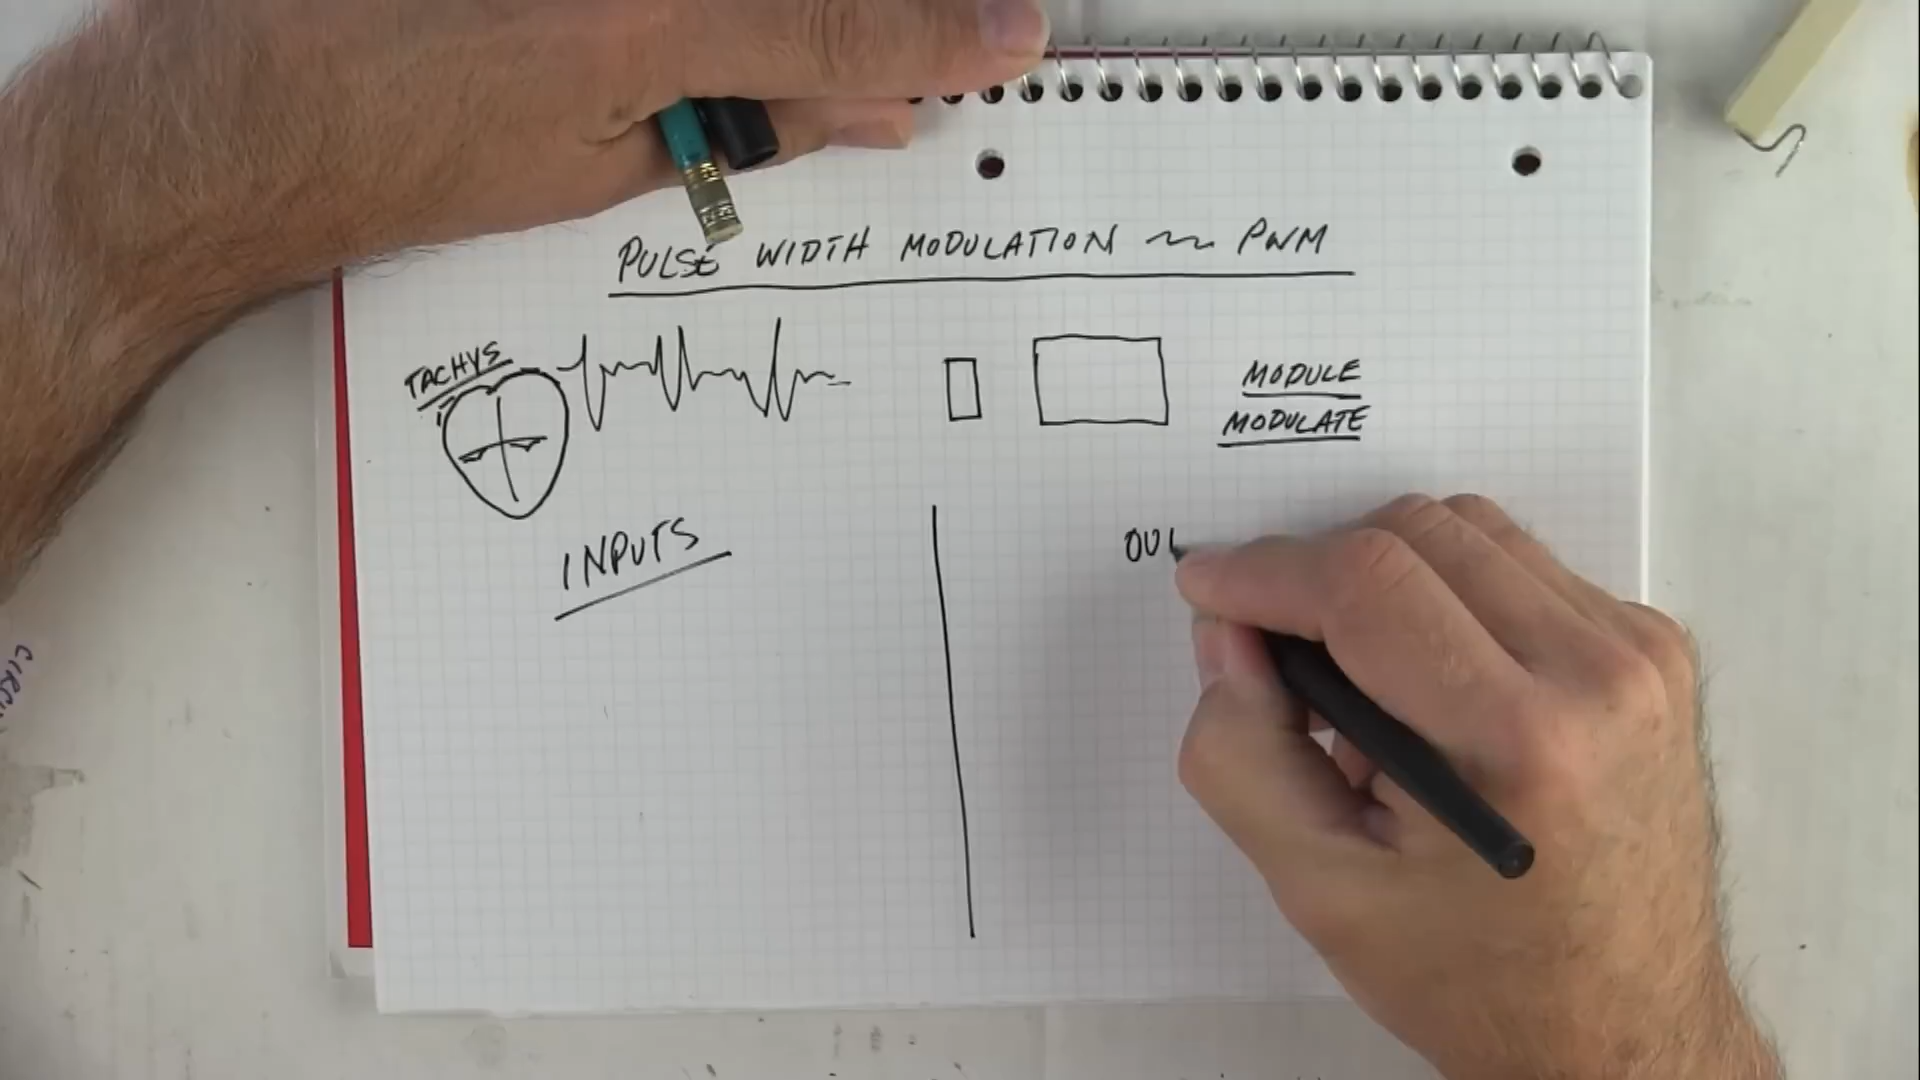 PULSE WIDTH MODULATION ~ PWM
TACHYS
MODULE
MODULATE
INPUTS
OU